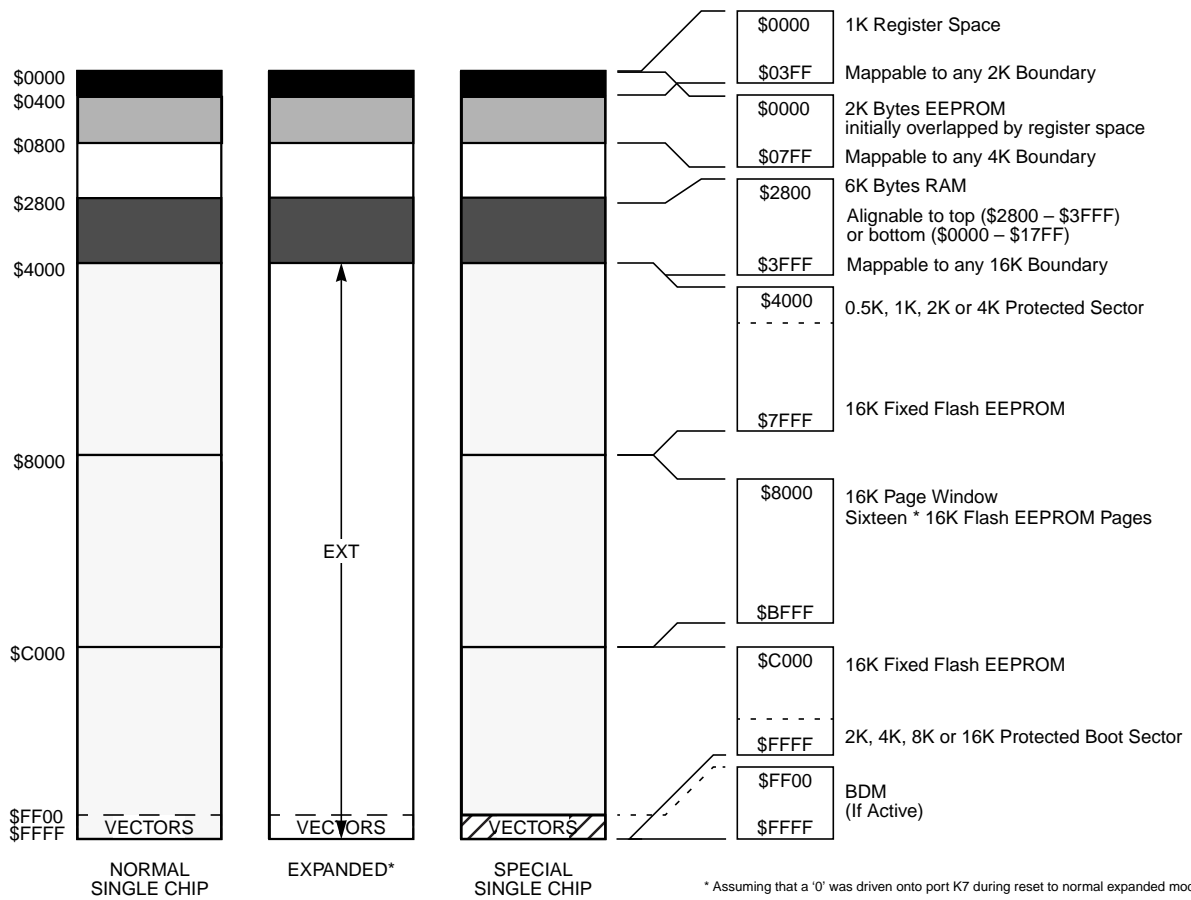 $0000
$0400
$0800
$2800
$4000
$8000
$C000
$FF00
$FFFF
EXT
VECTORS
VECTORS
VECTORS
NORMAL
SINGLE CHIP
EXPANDED*
SPECIAL
SINGLE CHIP
$0000
1K Register Space
$03FF
Mappable to any 2K Boundary
$0000
2K Bytes EEPROM
initially overlapped by register space
$07FF
Mappable to any 4K Boundary
$2800
6K Bytes RAM
Alignable to top ($2800 – $3FFF)
or bottom ($0000 – $17FF)
$3FFF
Mappable to any 16K Boundary
$4000
0.5K, 1K, 2K or 4K Protected Sector
16K Fixed Flash EEPROM
$7FFF
$8000
16K Page Window
Sixteen * 16K Flash EEPROM Pages
$BFFF
$C000
16K Fixed Flash EEPROM
2K, 4K, 8K or 16K Protected Boot Sector
$FFFF
$FF00
BDM
(If Active)
$FFFF
* Assuming that a ‘0’ was driven onto port K7 during reset to normal expanded